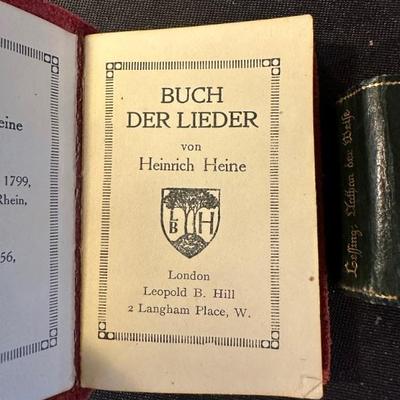 eine
1799,
Rhein,
56,
BUCH
DER LIEDER
von
Heinrich Heine
L B H
London
Leopold B. Hill
2 Langham Place, W.
Lessing: Nathan der Weise